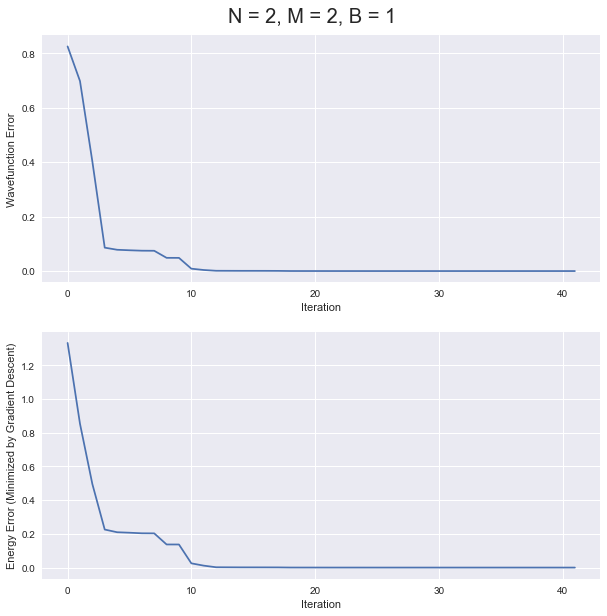 N = 2, M = 2, B = 1
0.8
0.6
0.4
0.2
0.0
Wavefunction Error
0 10 20 30 40
Iteration
1.2
1.0
0.8
0.6
0.4
0.2
0.0
Energy Error (Minimized by Gradient Descent)
0 10 20 30 40
Iteration